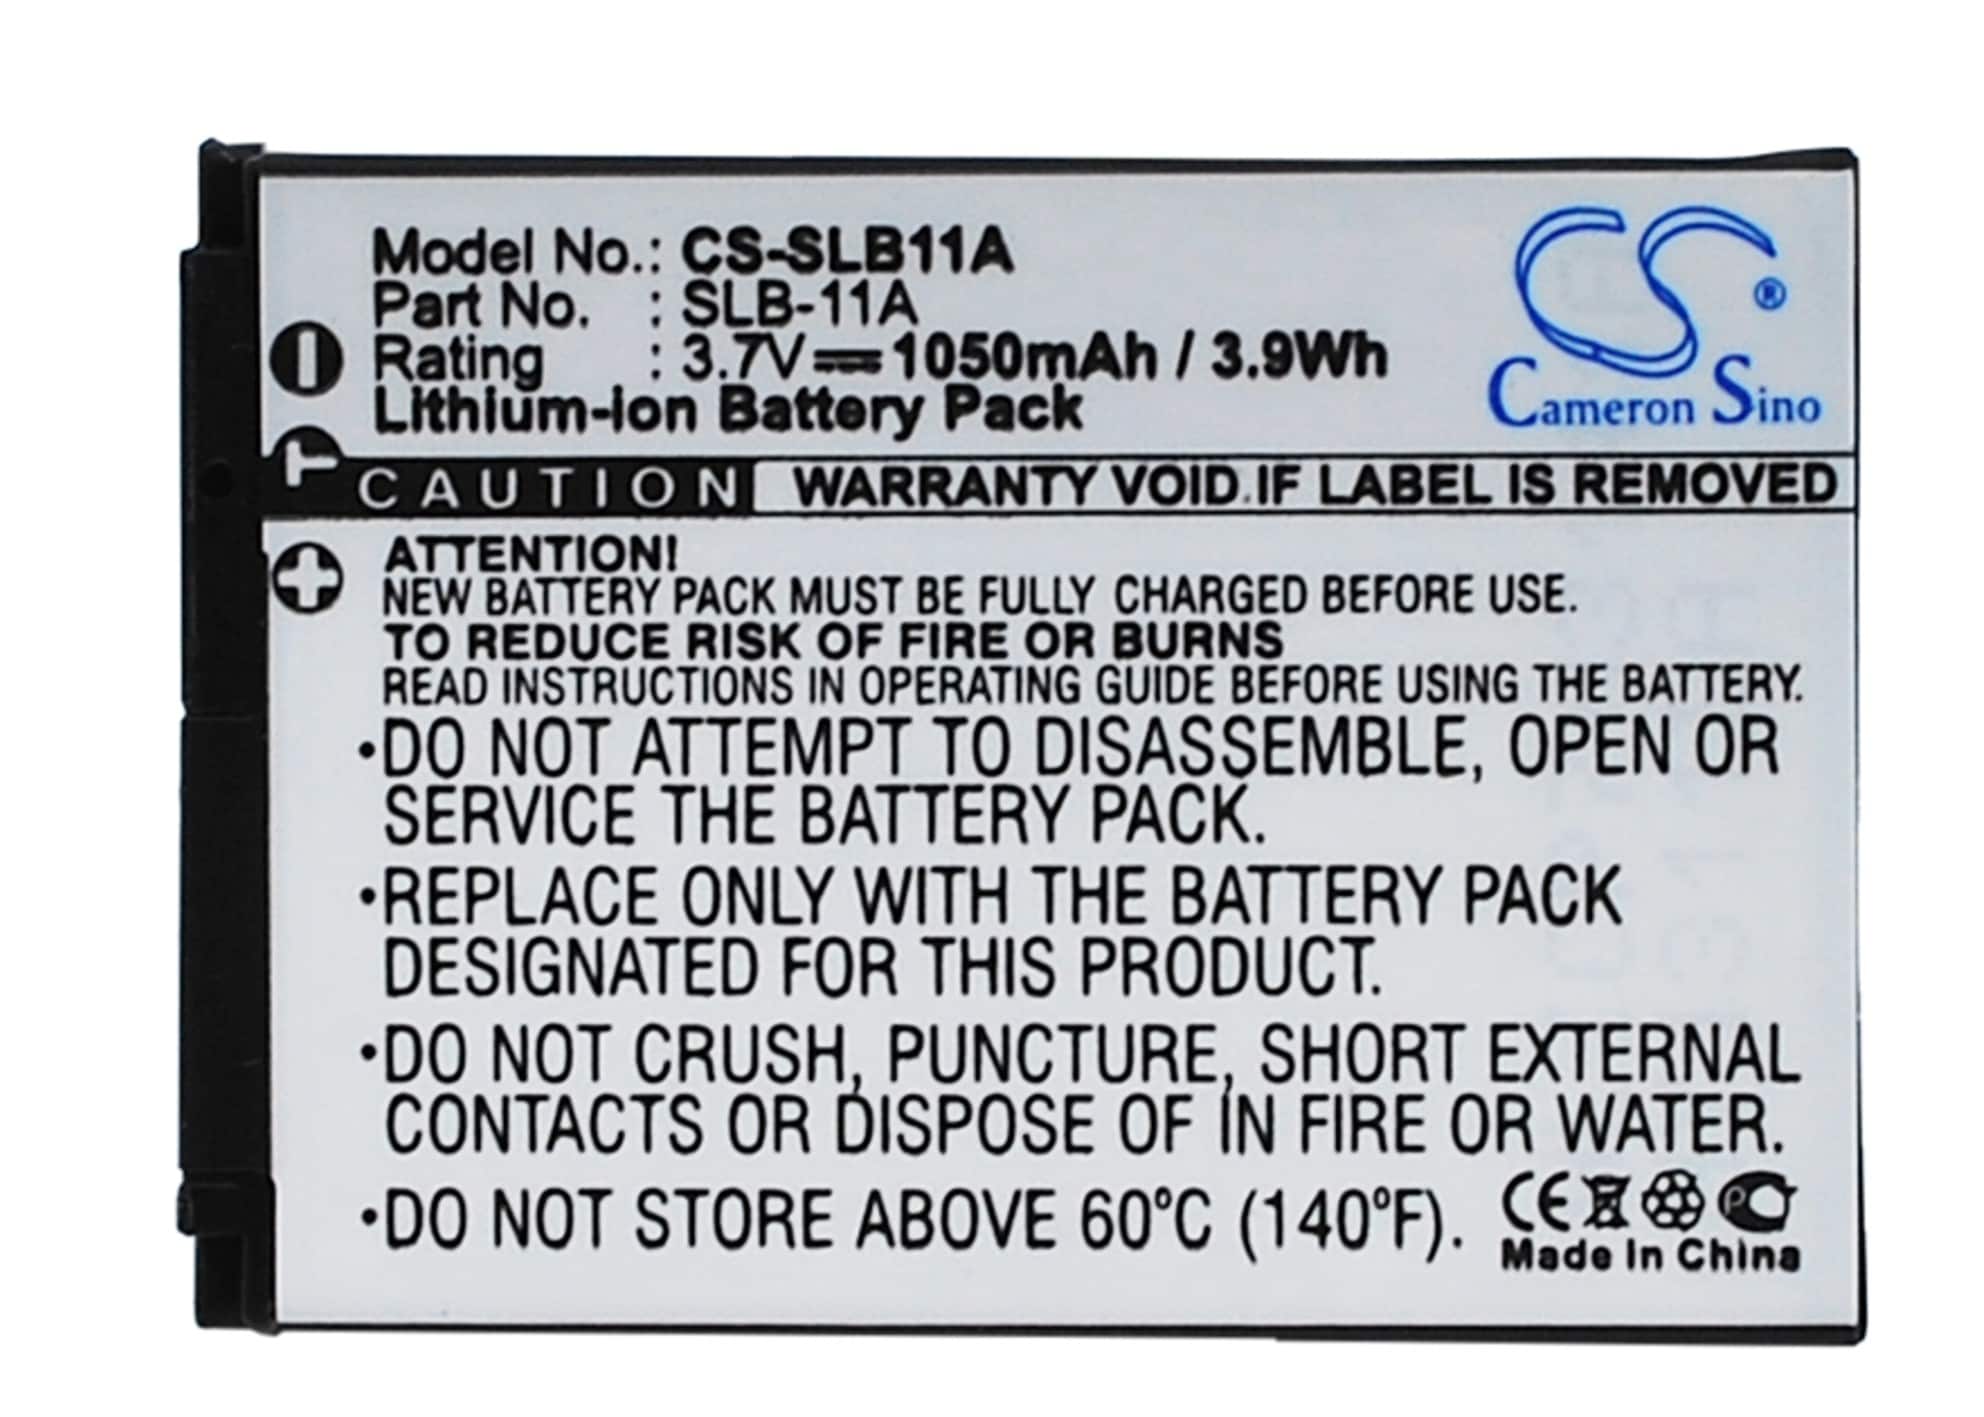 Model No.: CS-SLB11A
Part No. : SLB-11A
Rating : 3.7V 1050mAh / 3.9Wh
Lithium-ion Battery Pack
CS ®
Cameron Sino
T CAUTION WARRANTY VOID.IF LABEL IS REMOVED
ATTENTION!
NEW BATTERY PACK MUST BE FULLY CHARGED BEFORE USE.
TO REDUCE RISK OF FIRE OR BURNS
READ INSTRUCTIONS IN OPERATING GUIDE BEFORE USING THE BATTERY.
•DO NOT ATTEMPT TO DISASSEMBLE, OPEN OR
SERVICE THE BATTERY PACK.
•REPLACE ONLY WITH THE BATTERY PACK
DESIGNATED FOR THIS PRODUCT.
•DO NOT CRUSH, PUNCTURE, SHORT EXTERNAL
CONTACTS OR DISPOSE OF IN FIRE OR WATER.
•DO NOT STORE ABOVE 60°C (140°F).
CE
Made in China